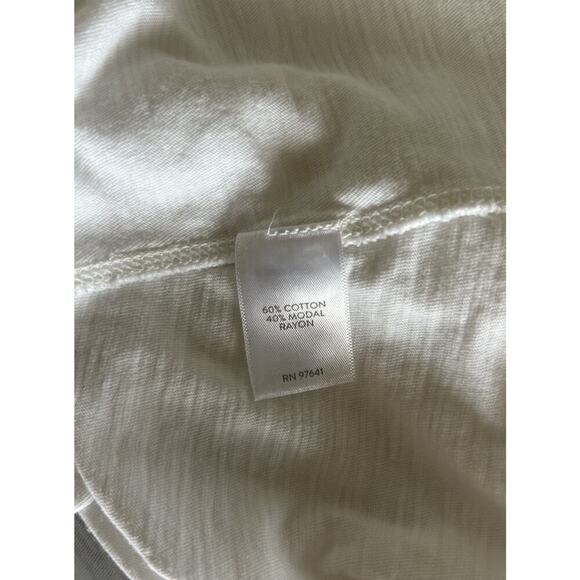 60% COTTON
40% MODAL
RAYON
RN 97641